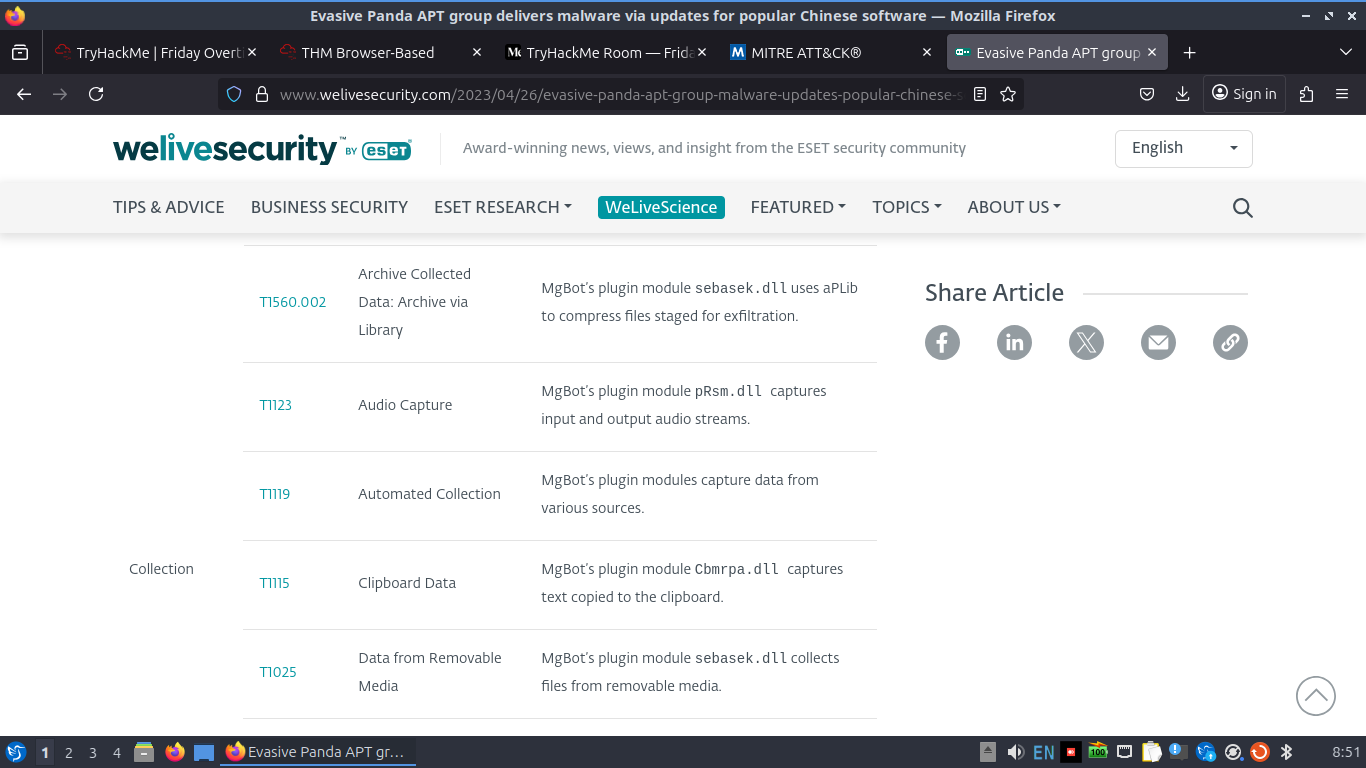 Evasive Panda APT group delivers malware via updates for popular Chinese software — Mozilla Firefox
TryHackMe | Friday Overt
THM Browser-Based
TryHackMe Room — Frida
MITRE ATT&CK®
Evasive Panda APT group
www.welivesecurity.com/2023/04/26/evasive-panda-apt-group-malware-updates-popular-chinese-s
Sign in
welivesecurity™ BY eset®
Award-winning news, views, and insight from the ESET security community
English
TIPS & ADVICE
BUSINESS SECURITY
ESET RESEARCH
WeLiveScience
FEATURED
TOPICS
ABOUT US
T1560.002
Archive Collected
Data: Archive via
Library
MgBot's plugin module sebasek.dll uses aPLib
to compress files staged for exfiltration.
Share Article
T1123
Audio Capture
MgBot's plugin module pRsm.dll captures
input and output audio streams.
T1119
Automated Collection
MgBot's plugin modules capture data from
various sources.
Collection
T1115
Clipboard Data
MgBot's plugin module Cbmrpa.dll captures
text copied to the clipboard.
T1025
Data from Removable
Media
MgBot's plugin module sebasek.dll collects
files from removable media.
1
2
3
4
Evasive Panda APT gr...
EN
100
8:51